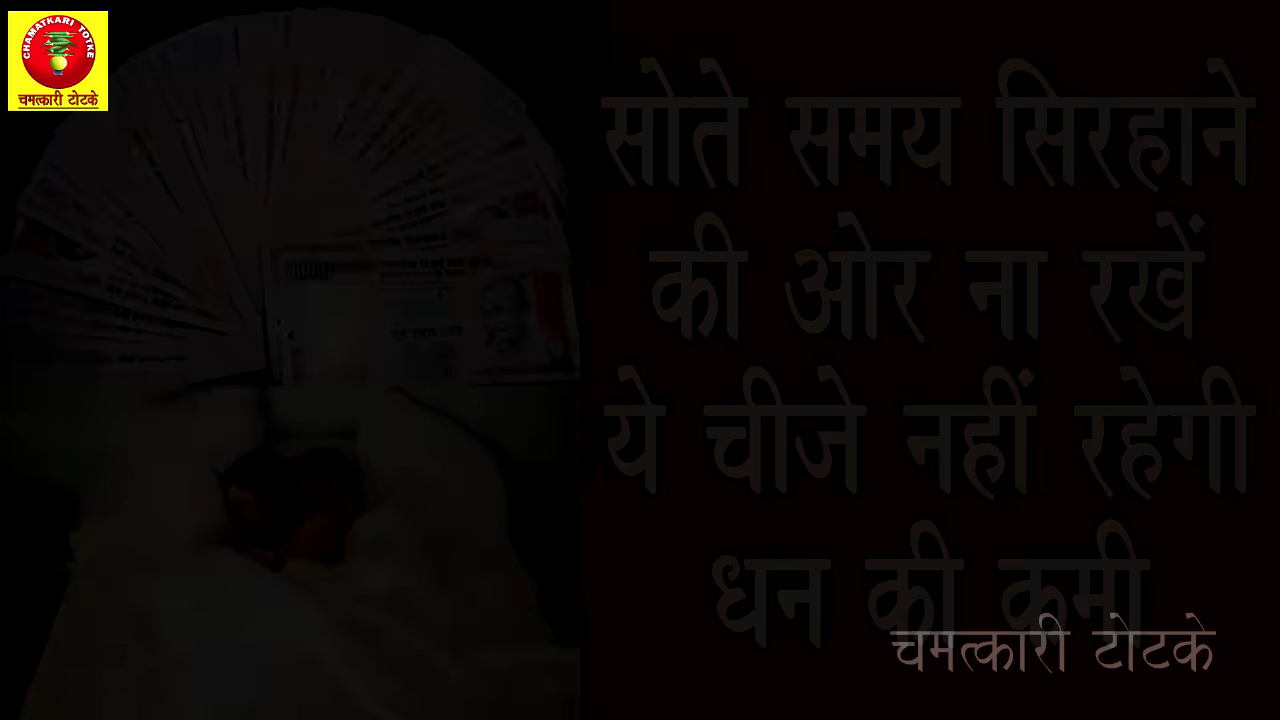 CHAMATKARI TOTKE
चमत्कारी टोटके
सोते समय सिरहाने
की ओर ना रखें
ये चीजे नहीं रहेगी
धन की कमी
चमत्कारी टोटके